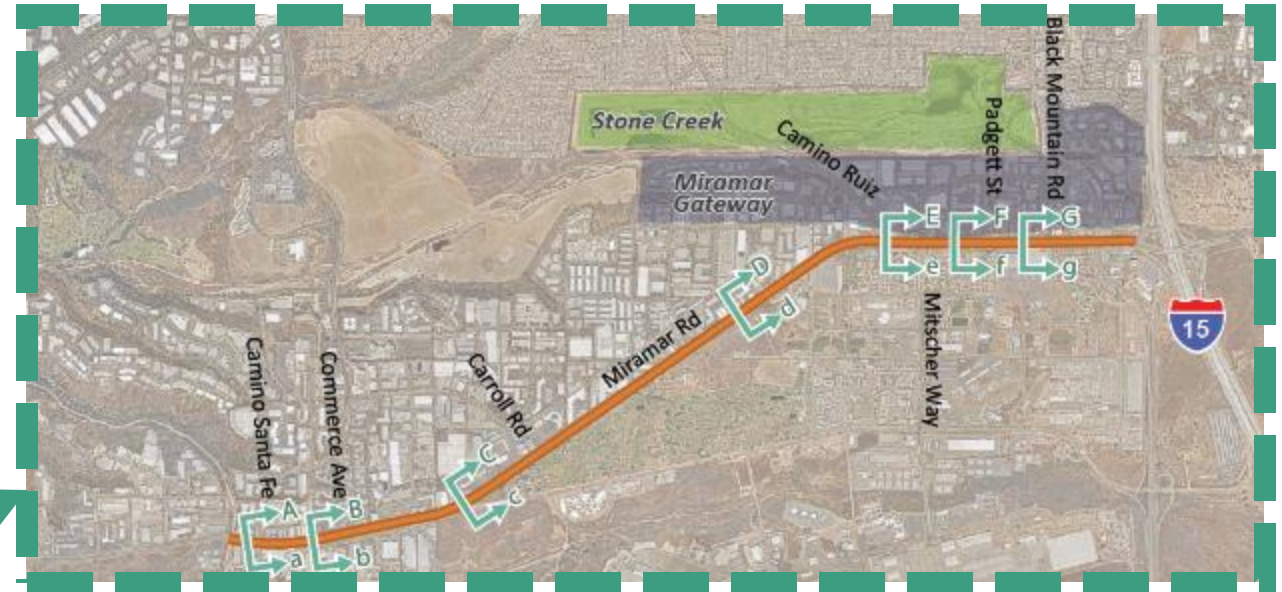 Black Mountain Rd
Stone Creek
Padgett St
Camino Ruiz
Miramar
Gateway
E
F
G
e
f
g
D
d
Mitscher Way
15
Miramar Rd
Camino Santa Fe
Commerce Ave
Carroll Rd
C
c
A
B
a
b